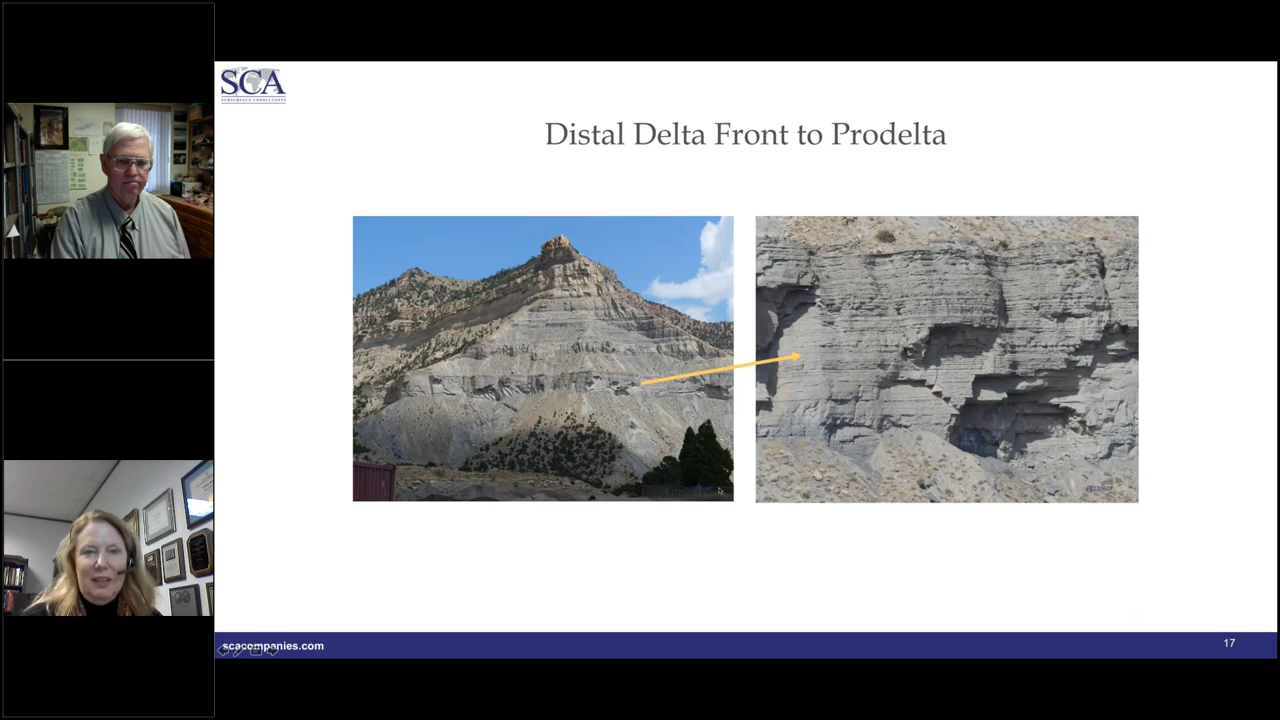 SCA
SUBSURFACE CONSULTANTS
Distal Delta Front to Prodelta
scacompanies.com
17